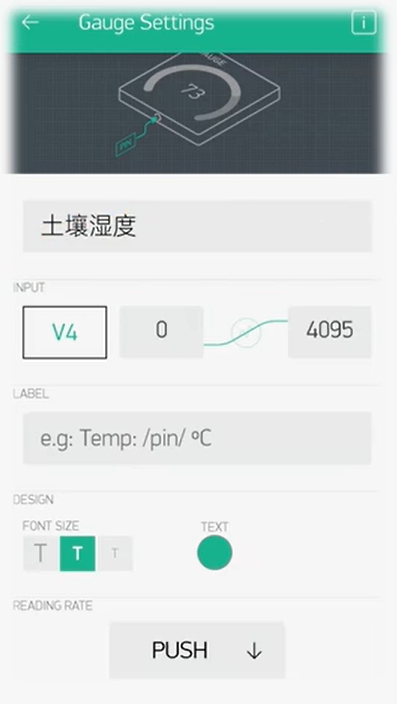 Gauge Settings
i
GAUGE
73
PIN
土壤湿度
INPUT
V4
0
4095
LABEL
e.g: Temp: /pin/ ºC
DESIGN
FONT SIZE
TEXT
T T T
READING RATE
PUSH